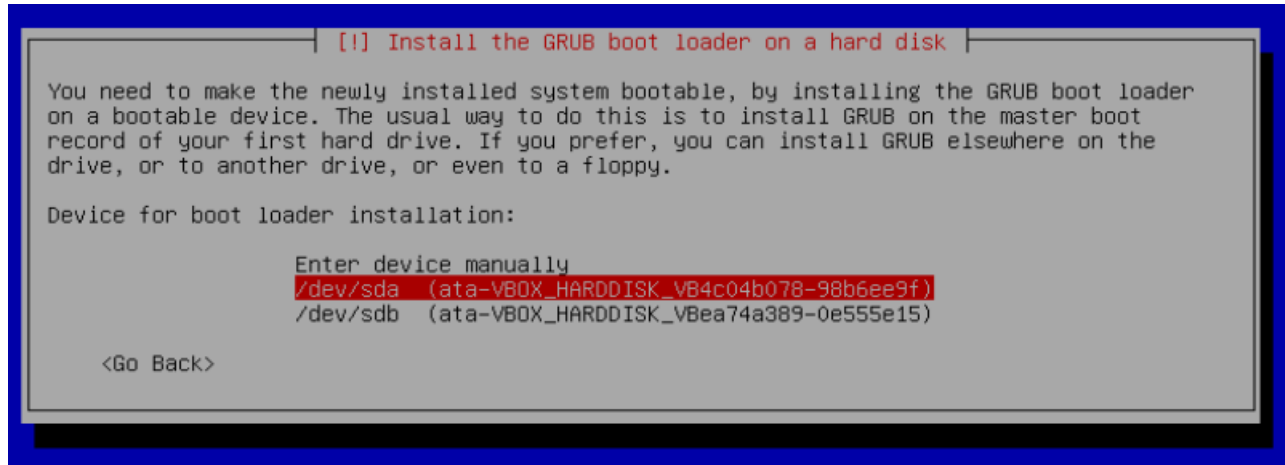 [!] Install the GRUB boot loader on a hard disk
You need to make the newly installed system bootable, by installing the GRUB boot loader
on a bootable device. The usual way to do this is to install GRUB on the master boot
record of your first hard drive. If you prefer, you can install GRUB elsewhere on the
drive, or to another drive, or even to a floppy.
Device for boot loader installation:
Enter device manually
/dev/sda (ata-VBOX_HARDDISK_VB4c04b078-98b6ee9f)
/dev/sdb (ata-VBOX_HARDDISK_VBea74a389-0e555e15)
<Go Back>